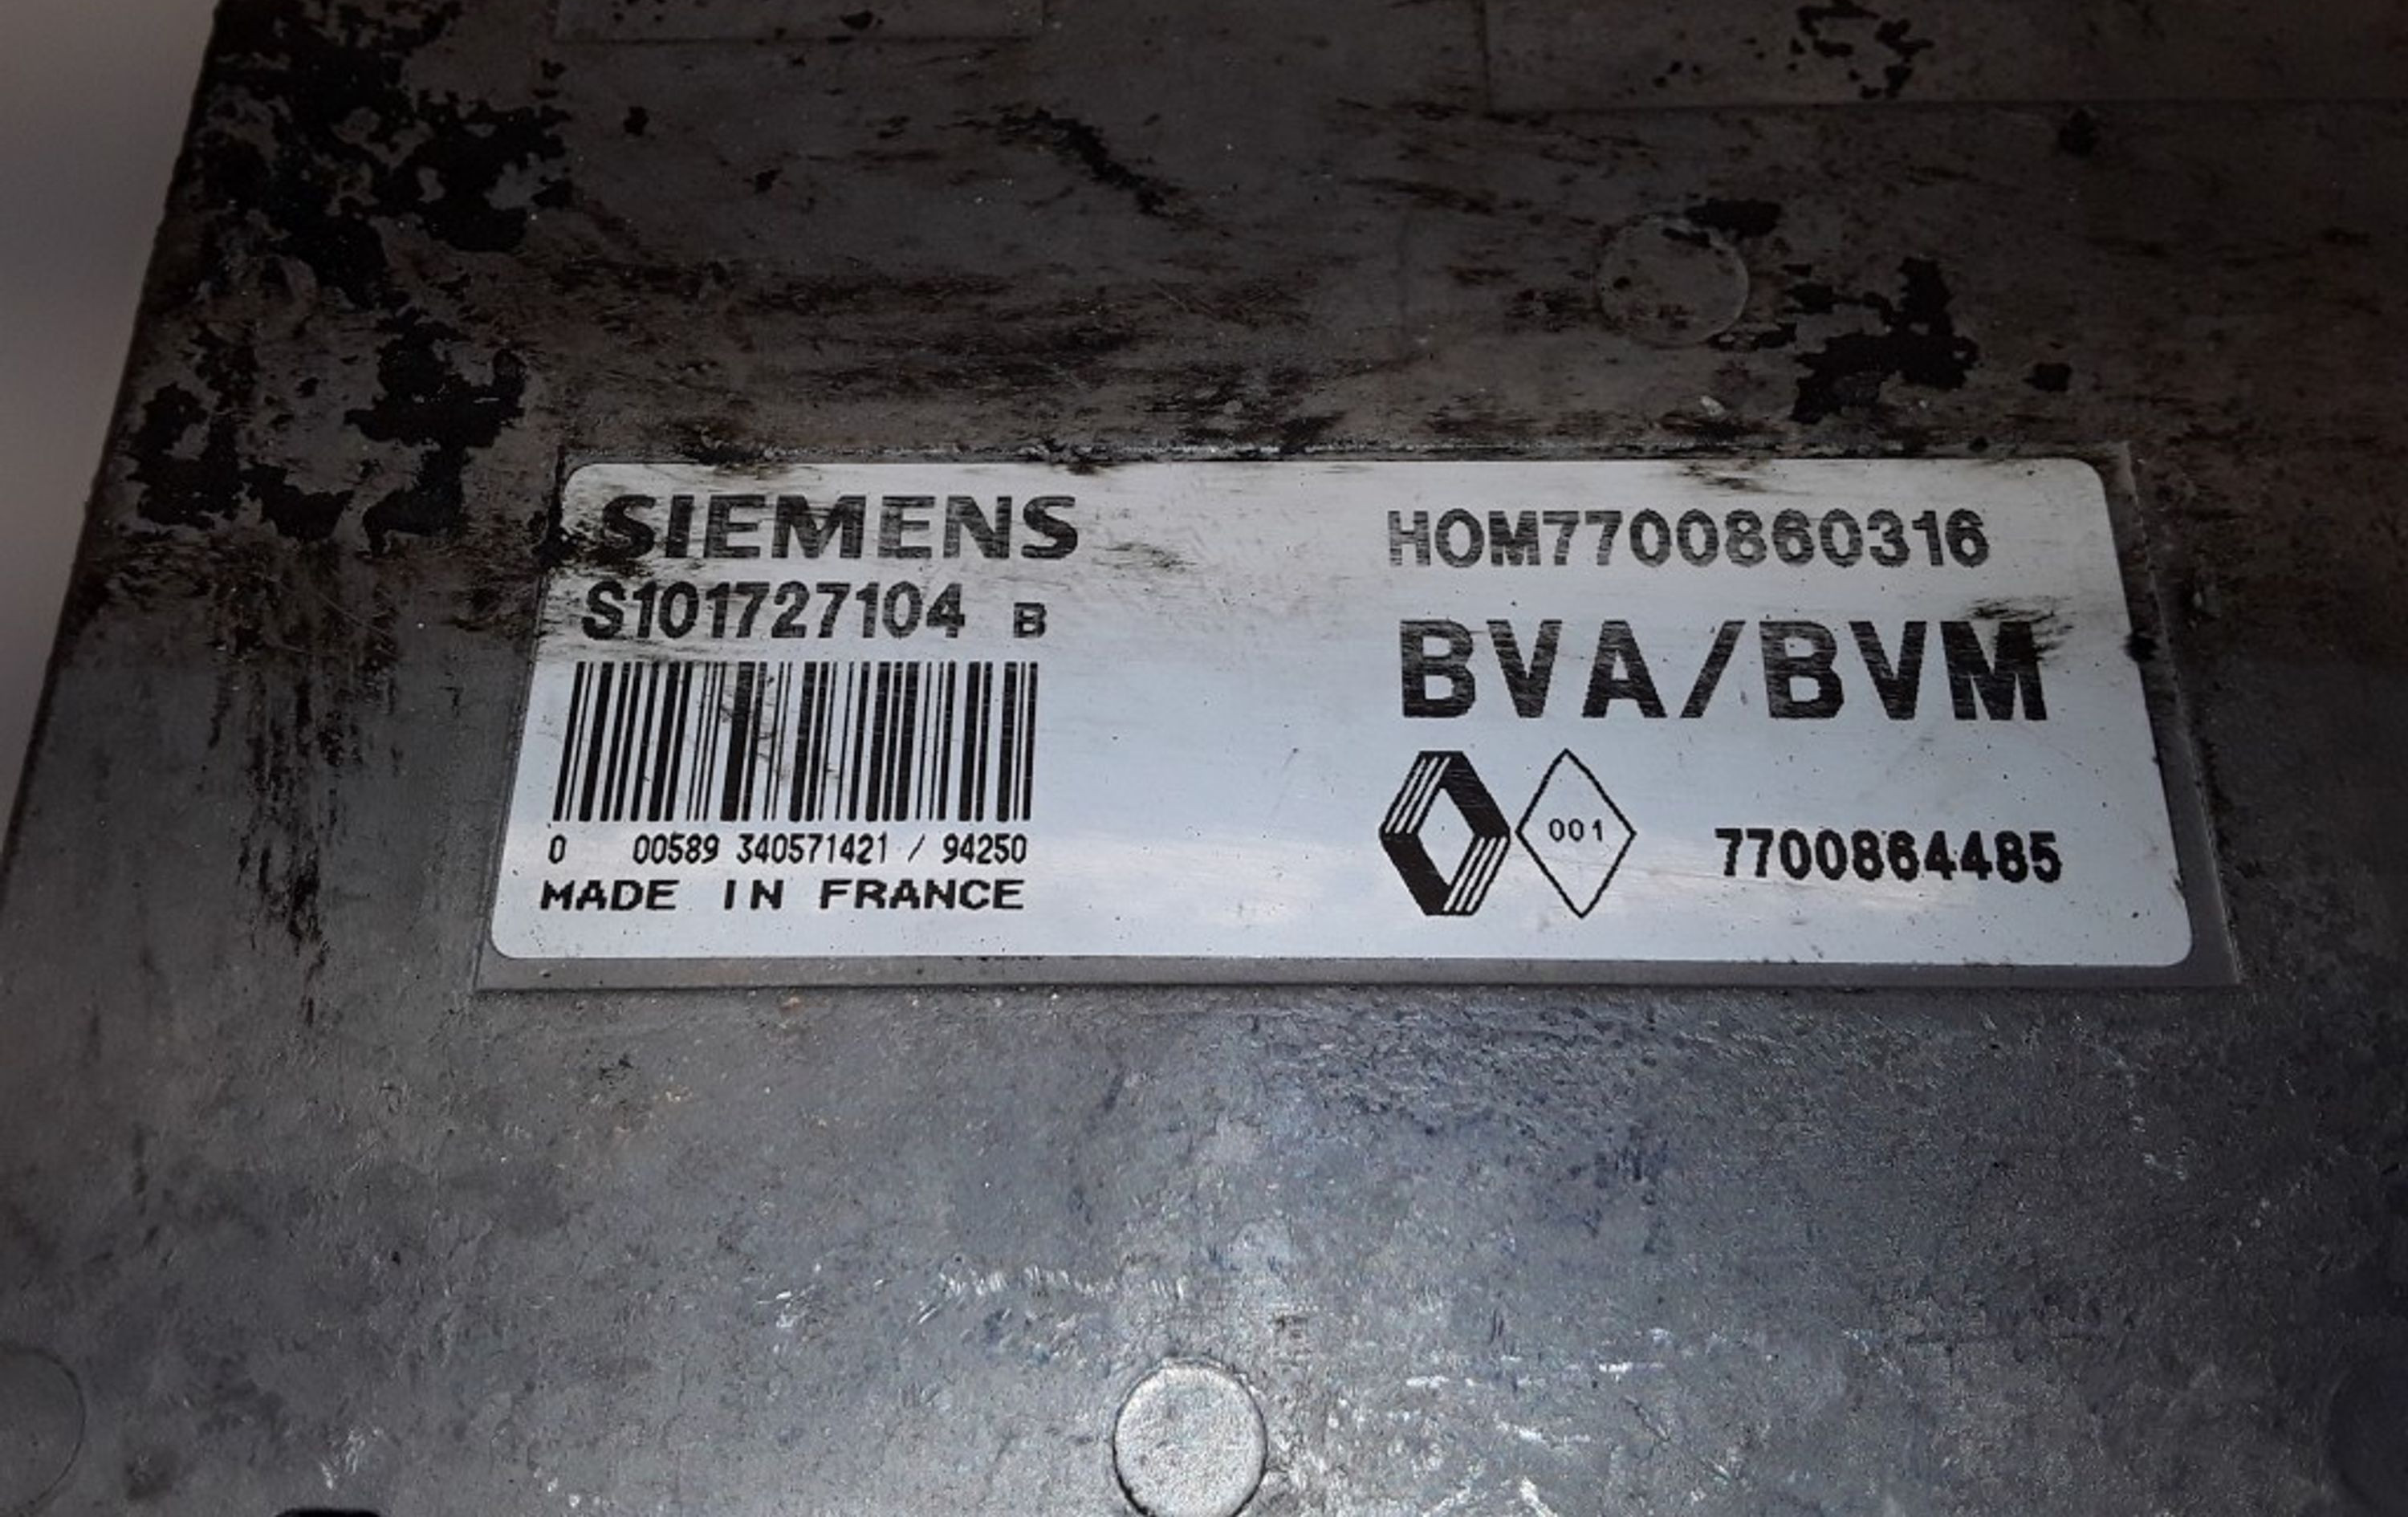 SIEMENS
S101727104 B
0 00589 340571421 / 94250
MADE IN FRANCE
HOM7700860316
BVA/BVM
001
7700864485